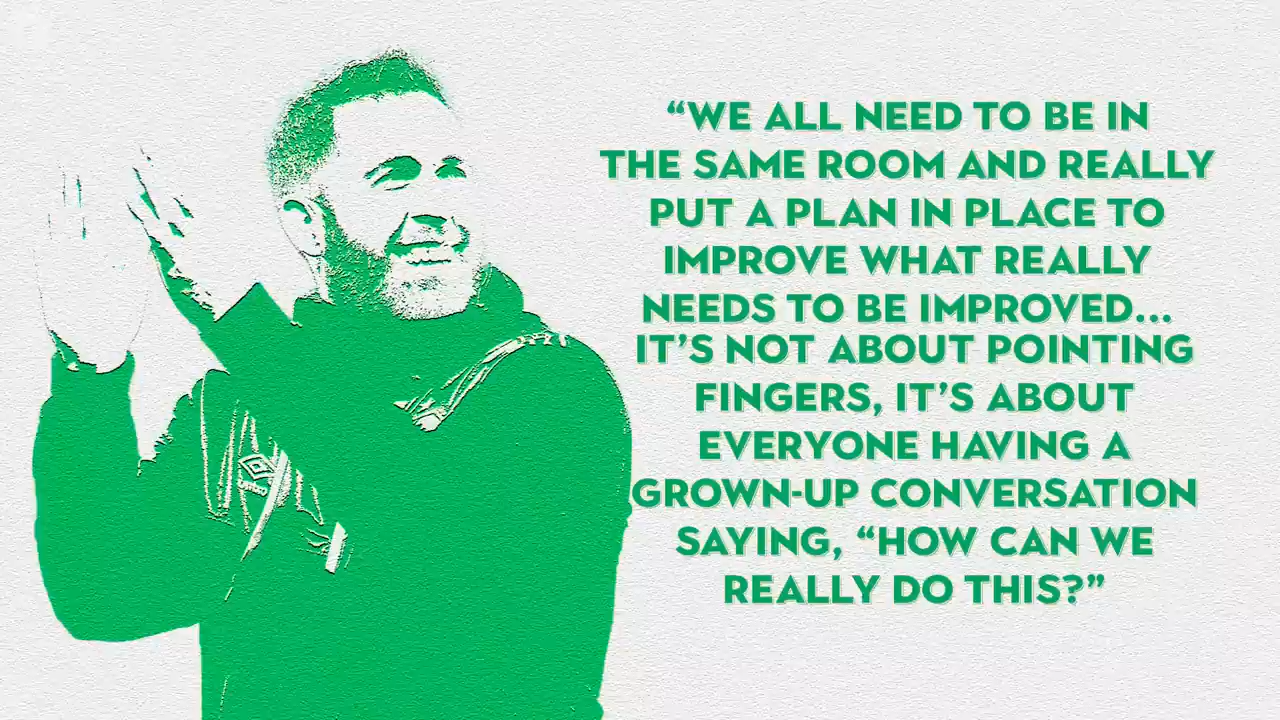 “WE ALL NEED TO BE IN
THE SAME ROOM AND REALLY
PUT A PLAN IN PLACE TO
IMPROVE WHAT REALLY
NEEDS TO BE IMPROVED...
IT’S NOT ABOUT POINTING
FINGERS, IT’S ABOUT
EVERYONE HAVING A
GROWN-UP CONVERSATION
SAYING, “HOW CAN WE
REALLY DO THIS?”